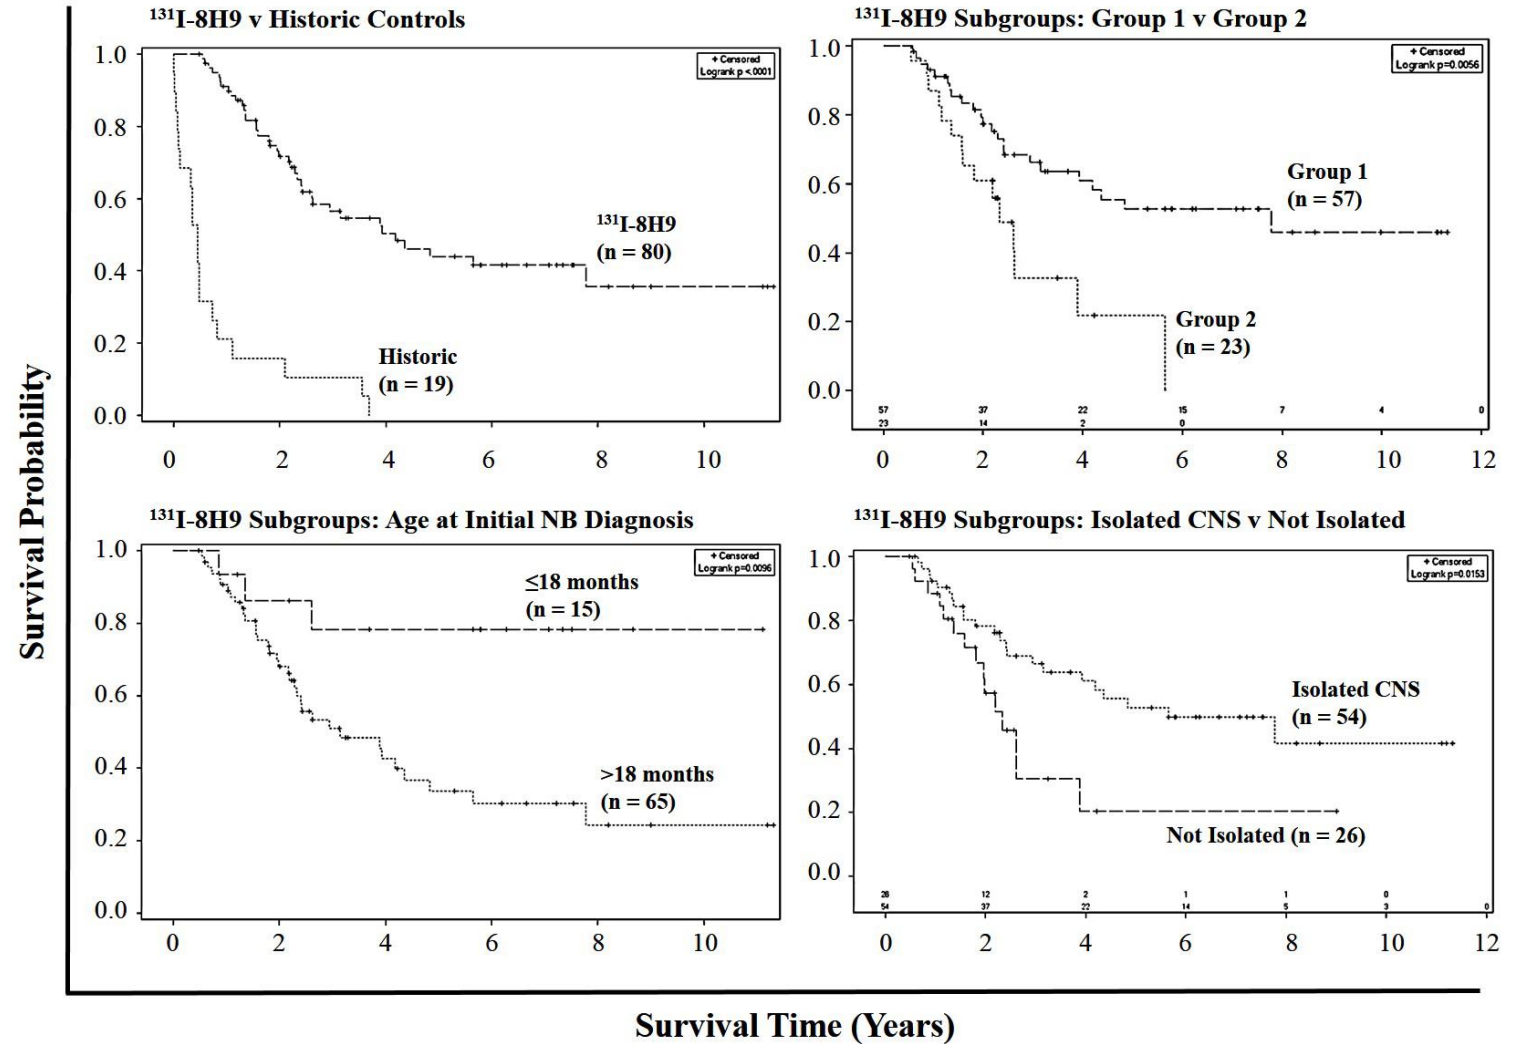 ¹³¹I-8H9 v Historic Controls
1.0
0.8
0.6
0.4
0.2
0.0
+ Censored
Logrank p <.0001
¹³¹I-8H9
(n = 80)
Historic
(n = 19)
0 2 4 6 8 10
¹³¹I-8H9 Subgroups: Group 1 v Group 2
1.0
0.8
0.6
0.4
0.2
0.0
+ Censored
Logrank p=0.0056
Group 1
(n = 57)
Group 2
(n = 23)
57 37 22 15 7 4 0
23 14 2 0
0 2 4 6 8 10 12
¹³¹I-8H9 Subgroups: Age at Initial NB Diagnosis
1.0
0.8
0.6
0.4
0.2
0.0
+ Censored
Logrank p=0.0096
≤18 months
(n = 15)
>18 months
(n = 65)
0 2 4 6 8 10
¹³¹I-8H9 Subgroups: Isolated CNS v Not Isolated
1.0
0.8
0.6
0.4
0.2
0.0
+ Censored
Logrank p=0.0153
Isolated CNS
(n = 54)
Not Isolated (n = 26)
26 12 2 1 1 0
54 37 22 14 5 3 0
0 2 4 6 8 10 12
Survival Probability
Survival Time (Years)